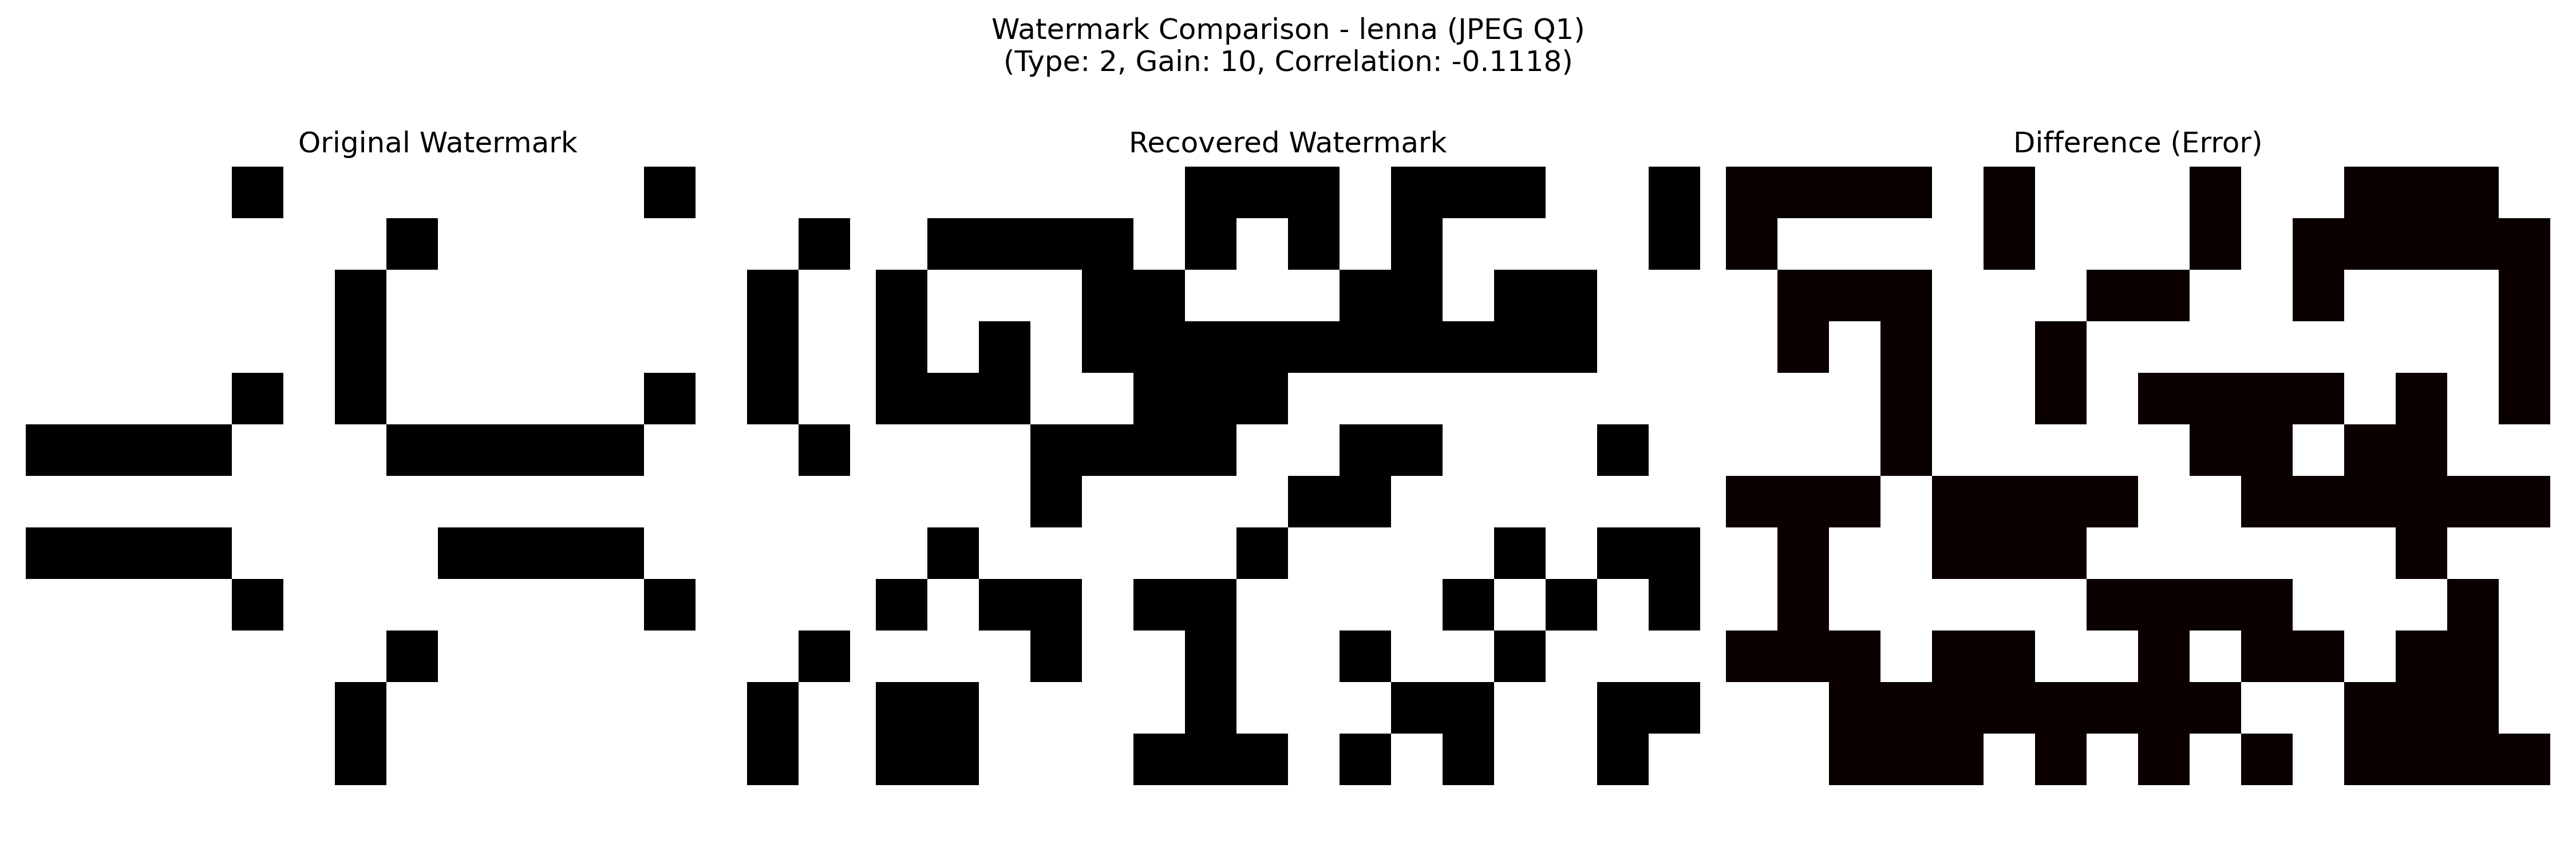 Watermark Comparison - lenna (JPEG Q1)
(Type: 2, Gain: 10, Correlation: -0.1118)
Original Watermark
Recovered Watermark
Difference (Error)